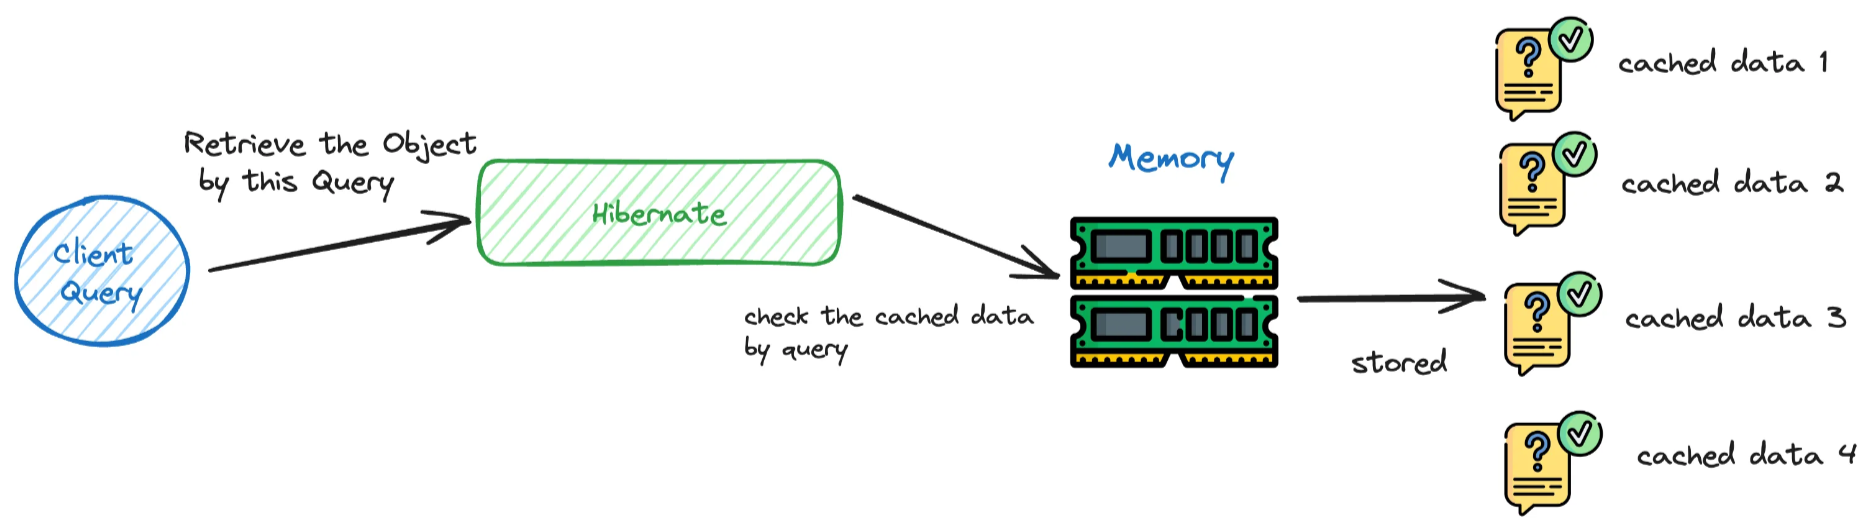 Client
Query
Retrieve the Object
by this Query
Hibernate
check the cached data
by query
Memory
stored
?
cached data 1
?
cached data 2
?
cached data 3
?
cached data 4